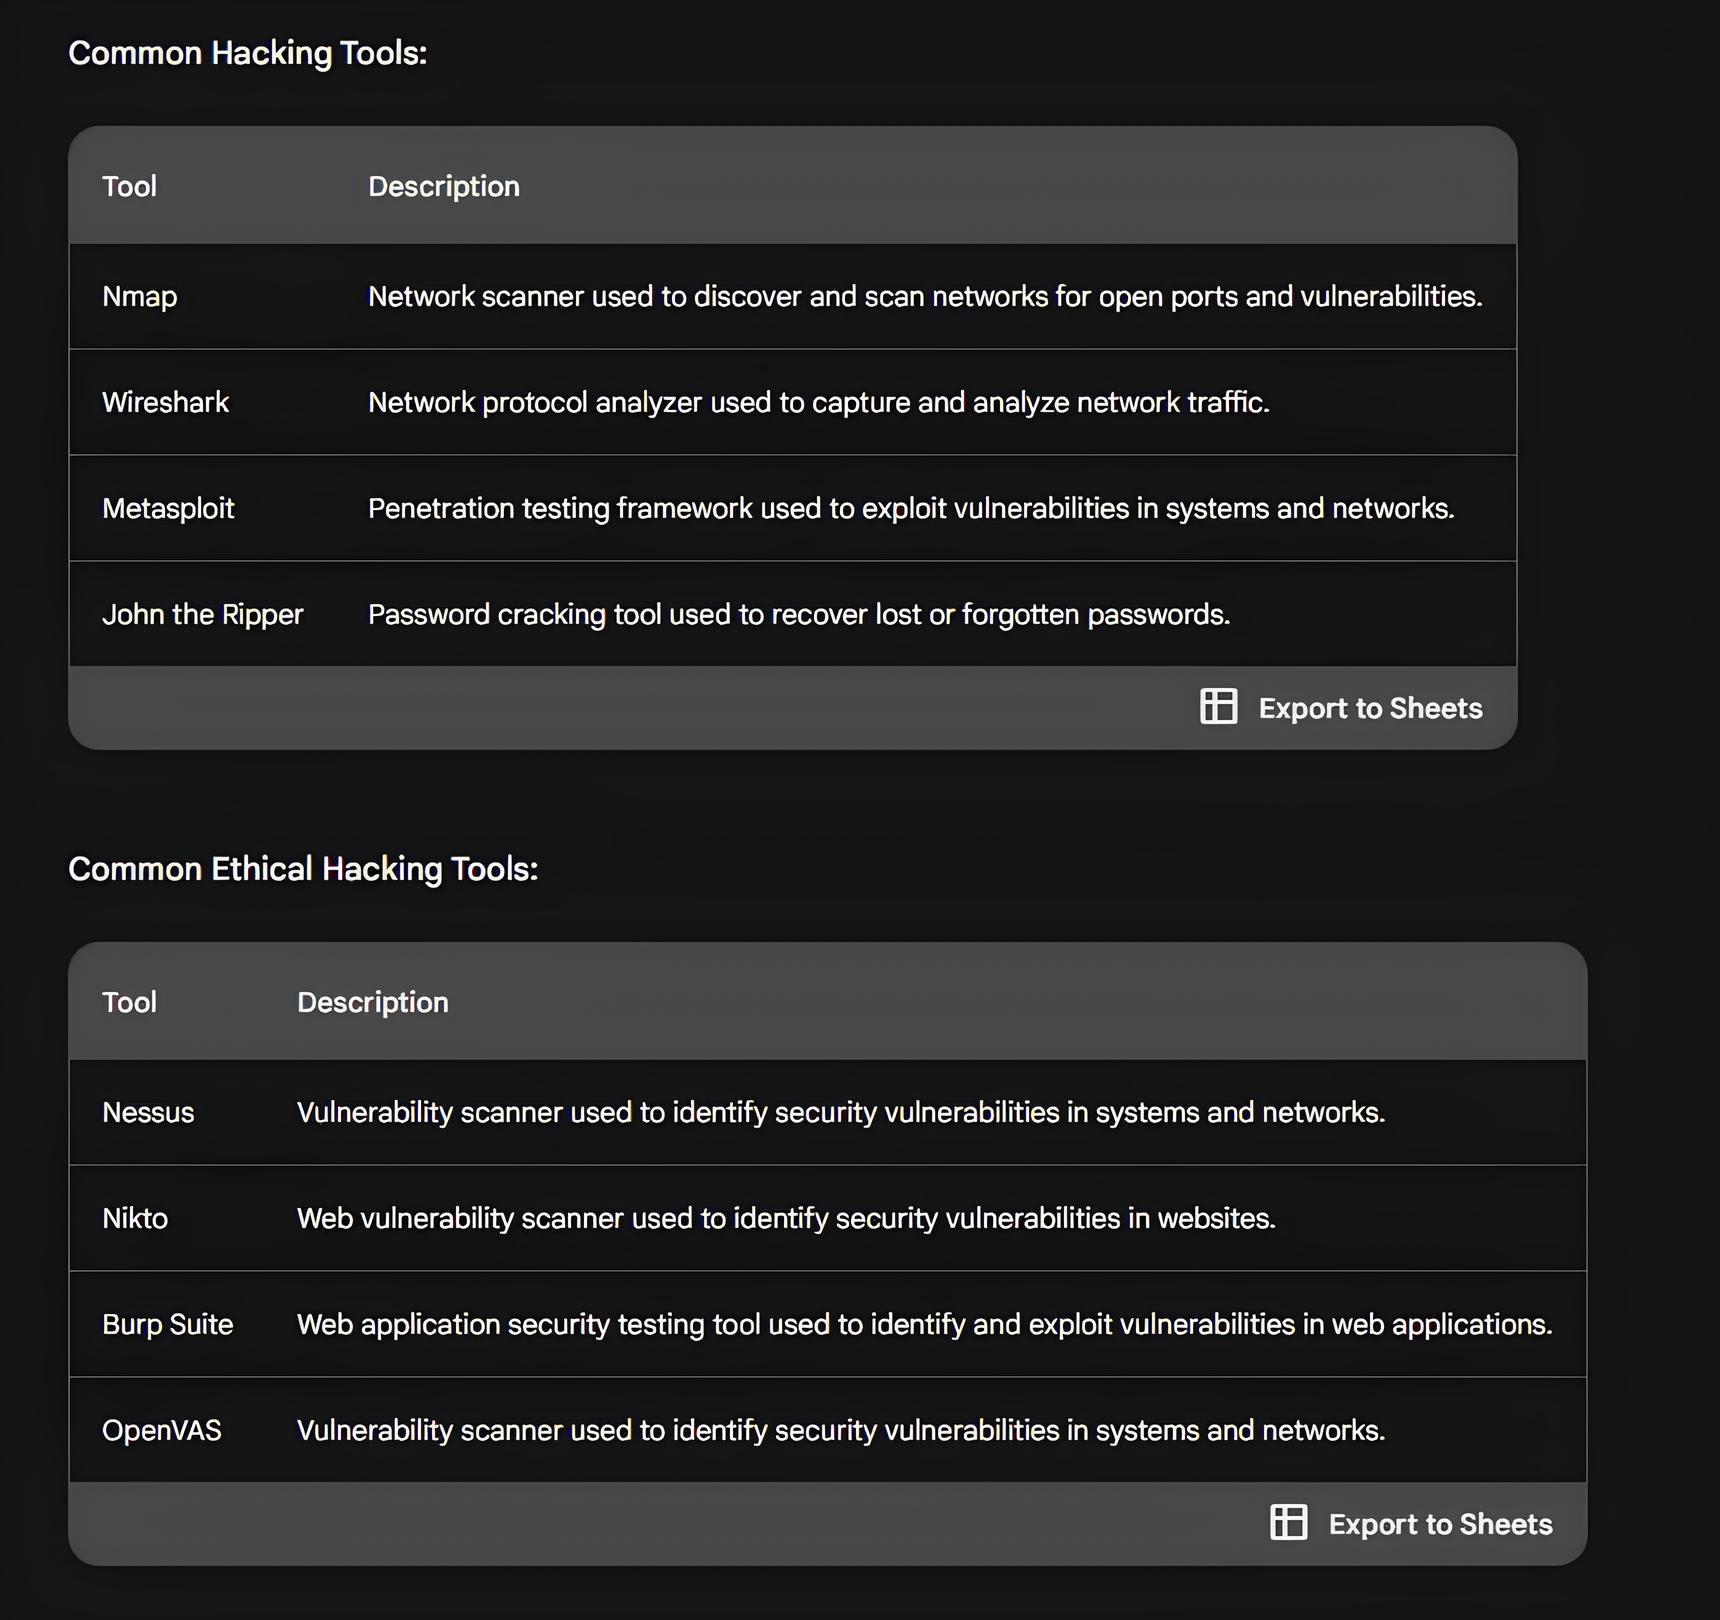 Common Hacking Tools:
Tool Description
Nmap Network scanner used to discover and scan networks for open ports and vulnerabilities.
Wireshark Network protocol analyzer used to capture and analyze network traffic.
Metasploit Penetration testing framework used to exploit vulnerabilities in systems and networks.
John the Ripper Password cracking tool used to recover lost or forgotten passwords.
Export to Sheets
Common Ethical Hacking Tools:
Tool Description
Nessus Vulnerability scanner used to identify security vulnerabilities in systems and networks.
Nikto Web vulnerability scanner used to identify security vulnerabilities in websites.
Burp Suite Web application security testing tool used to identify and exploit vulnerabilities in web applications.
OpenVAS Vulnerability scanner used to identify security vulnerabilities in systems and networks.
Export to Sheets